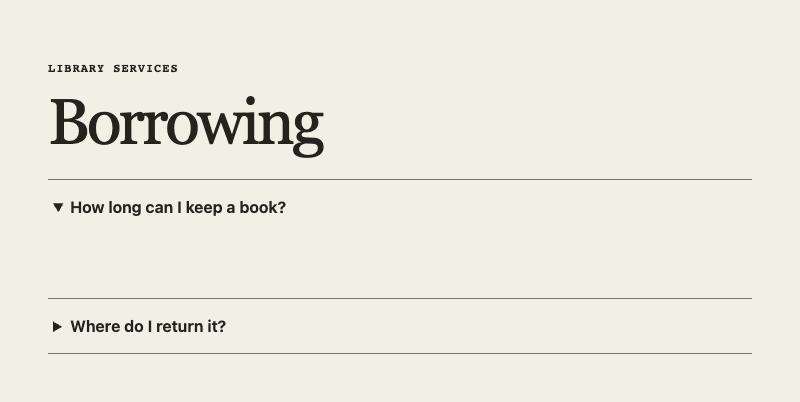 LIBRARY SERVICES
Borrowing
How long can I keep a book?
Where do I return it?